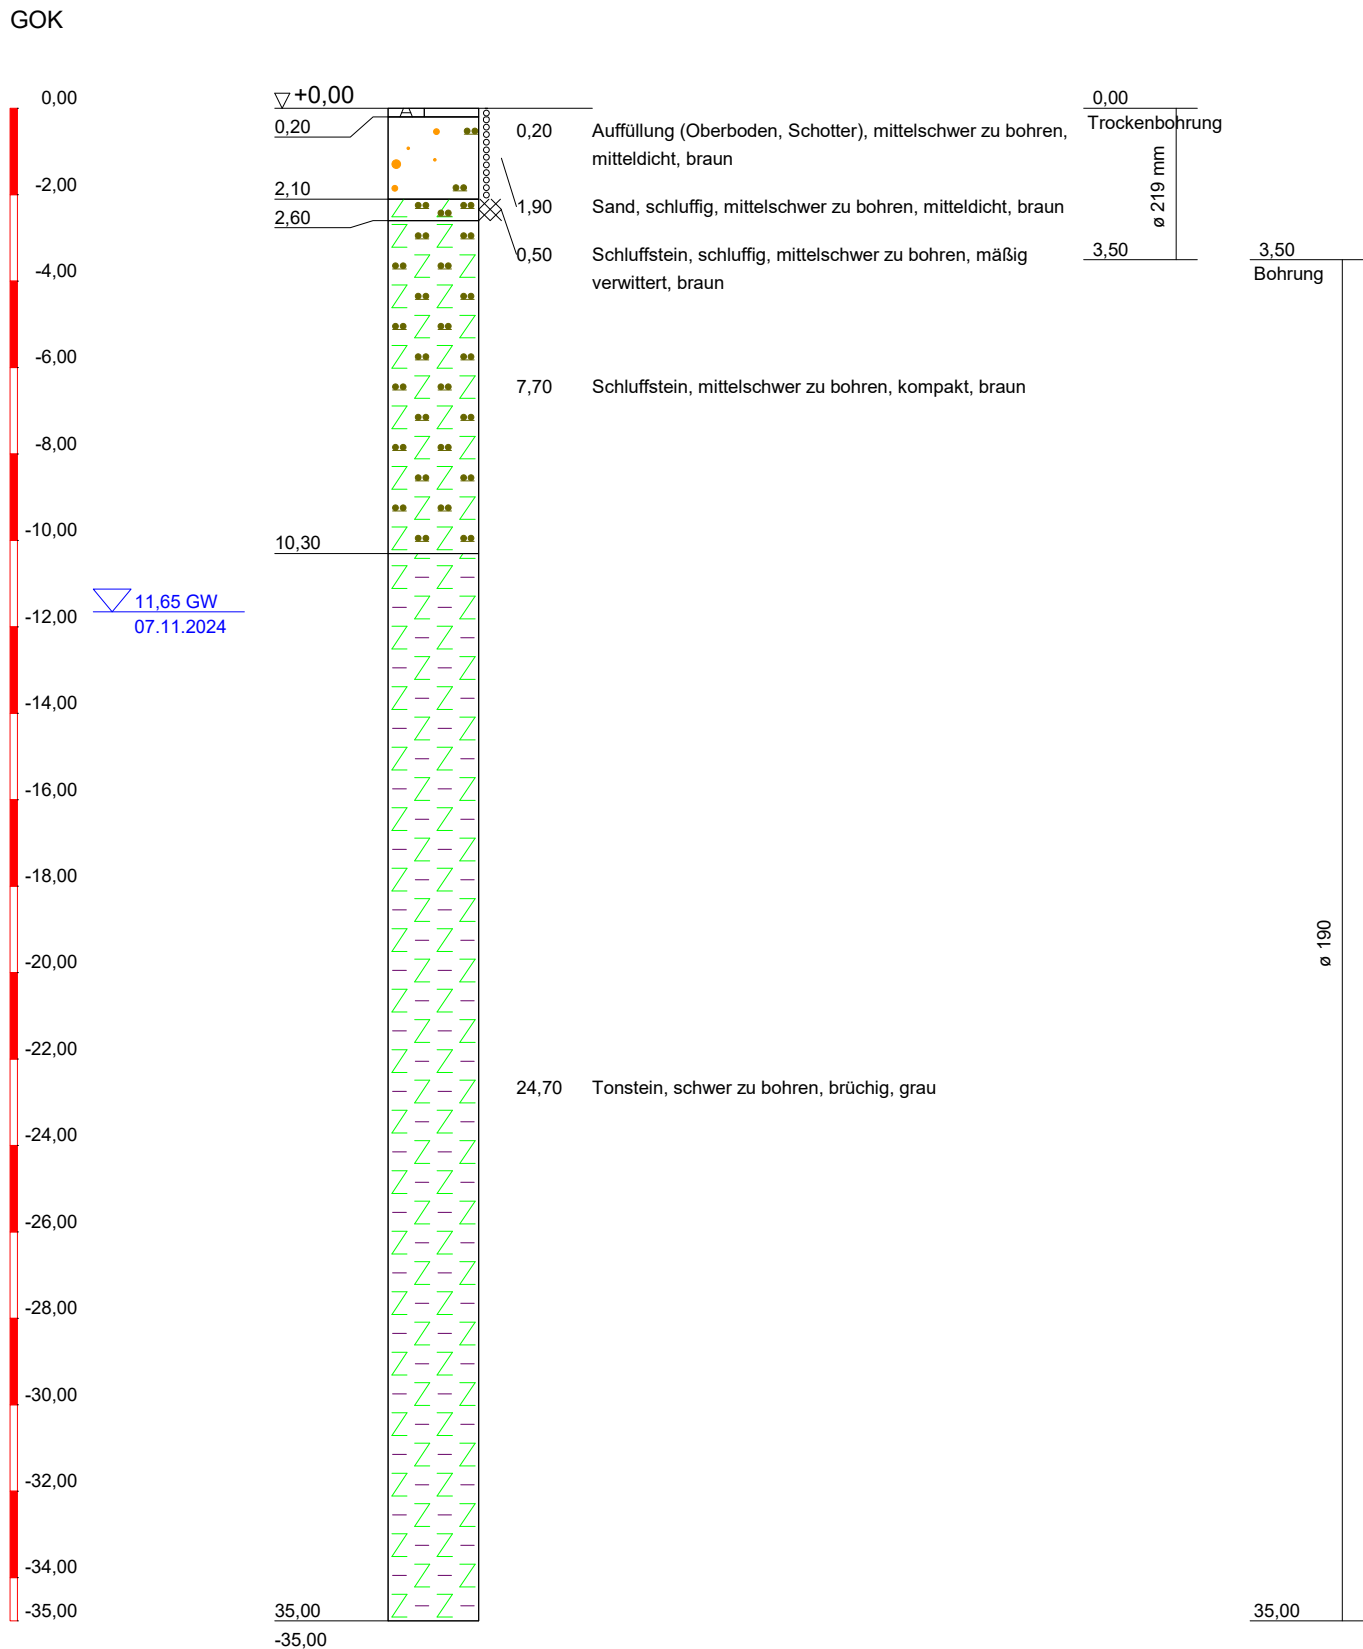 GOK
0,00
-2,00
-4,00
-6,00
-8,00
-10,00
-12,00
-14,00
-16,00
-18,00
-20,00
-22,00
-24,00
-26,00
-28,00
-30,00
-32,00
-34,00
-35,00
11,65 GW
07.11.2024
+0,00
0,20
2,10
2,60
10,30
35,00
-35,00
A
0,20 Auffüllung (Oberboden, Schotter), mittelschwer zu bohren,
mitteldicht, braun
1,90 Sand, schluffig, mittelschwer zu bohren, mitteldicht, braun
0,50 Schluffstein, schluffig, mittelschwer zu bohren, mäßig
verwittert, braun
7,70 Schluffstein, mittelschwer zu bohren, kompakt, braun
24,70 Tonstein, schwer zu bohren, brüchig, grau
0,00
Trockenbohrung
ø 219 mm
3,50
3,50
Bohrung
ø 190
35,00